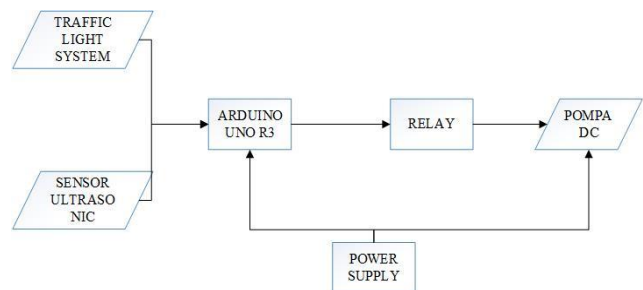 TRAFFIC
LIGHT
SYSTEM
ARDUINO
UNO R3
RELAY
POMPA
DC
SENSOR
ULTRASO
NIC
POWER
SUPPLY